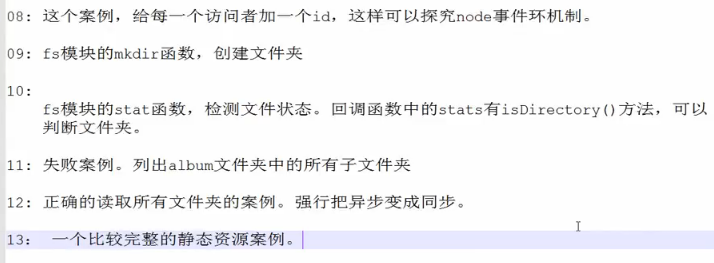 08: 这个案例，给每一个访问者加一个id，这样可以探究node事件环机制。
09: fs模块的mkdir函数，创建文件夹
10:
fs模块的stat函数，检测文件状态。回调函数中的stats有isDirectory()方法，可以
判断文件夹。
11: 失败案例。列出album文件夹中的所有子文件夹
12: 正确的读取所有文件夹的案例。强行把异步变成同步。
13: 一个比较完整的静态资源案例。